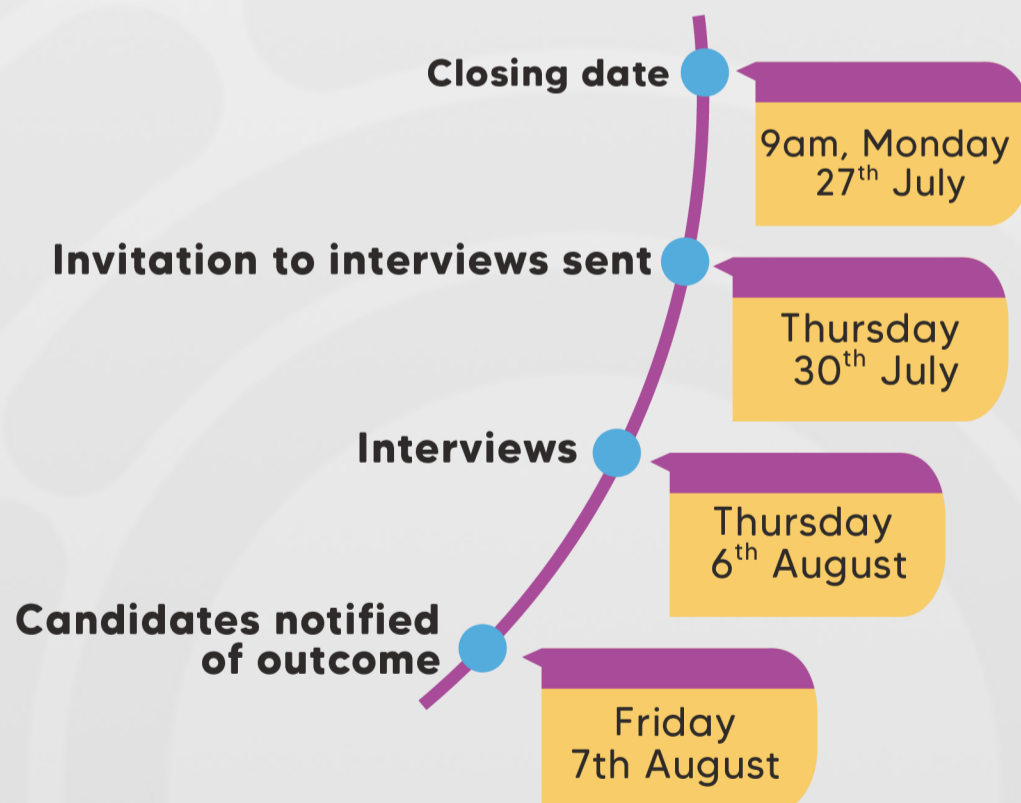 Closing date
9am, Monday
27th July
Invitation to interviews sent
Thursday
30th July
Interviews
Thursday
6th August
Candidates notified
of outcome
Friday
7th August